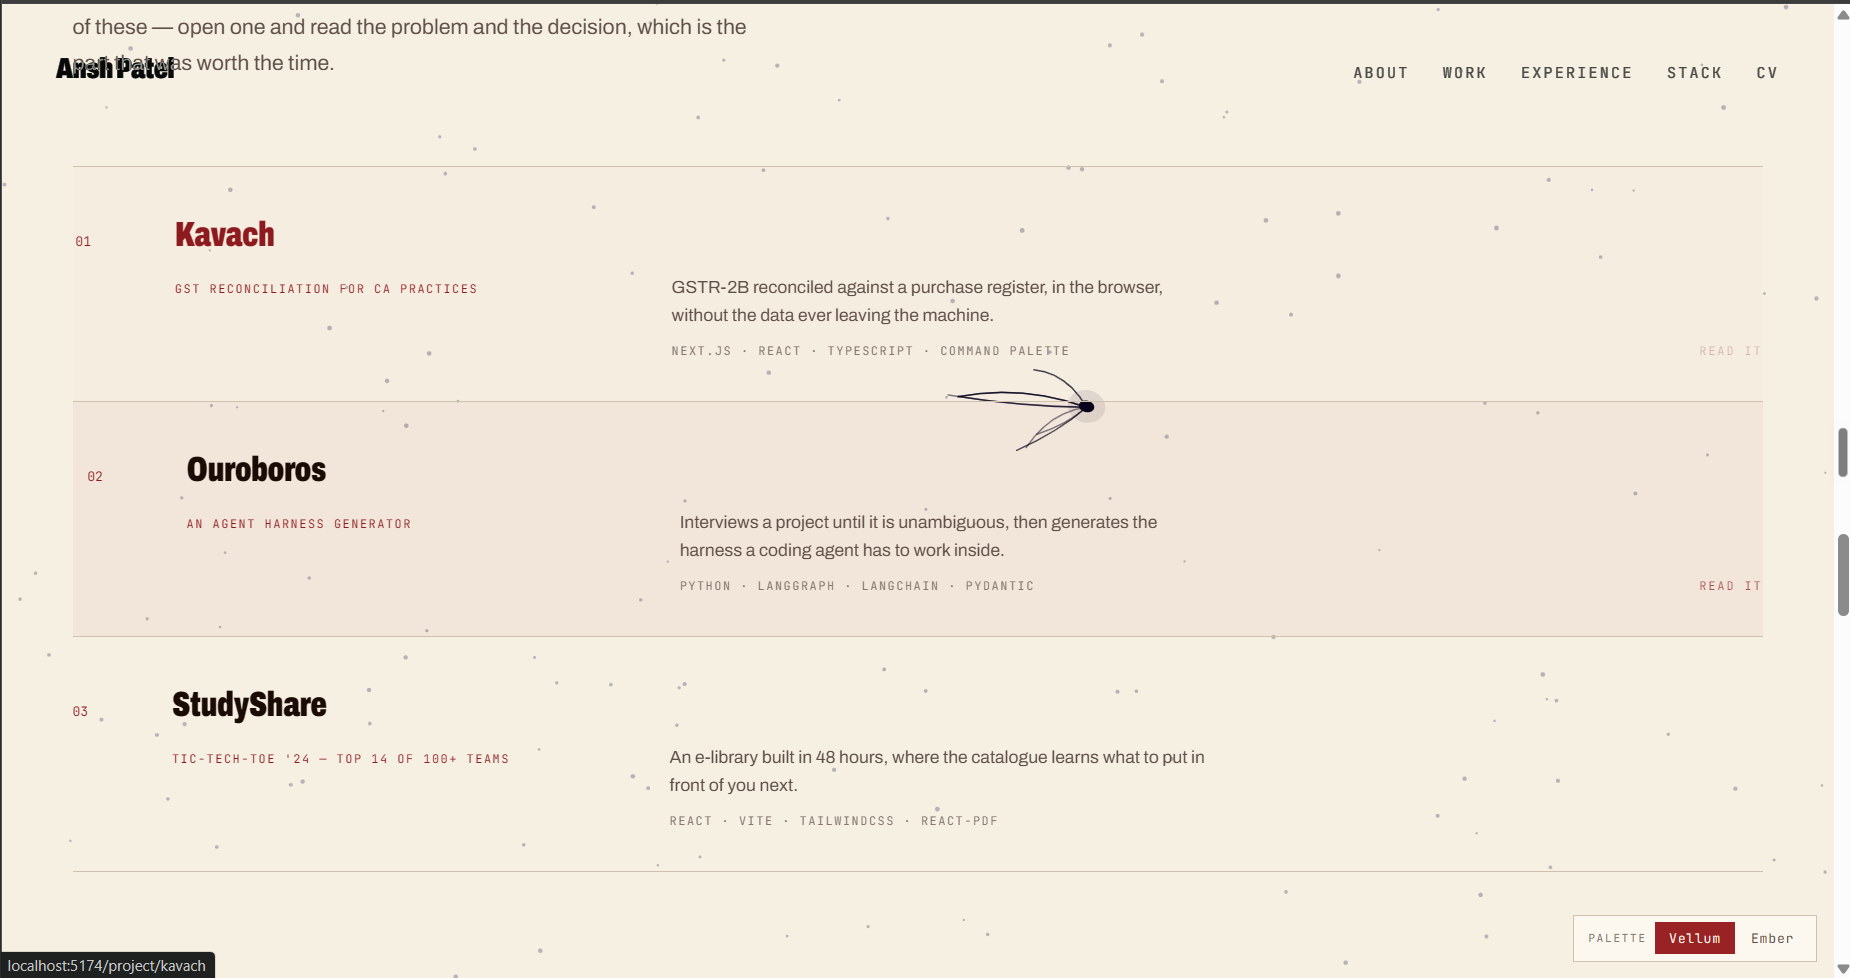 of these — open one and read the problem and the decision, which is the
part that was worth the time.
Ansh Patel
ABOUT WORK EXPERIENCE STACK CV
01
Kavach
GST RECONCILIATION FOR CA PRACTICES
GSTR-2B reconciled against a purchase register, in the browser,
without the data ever leaving the machine.
NEXT.JS · REACT · TYPESCRIPT · COMMAND PALETTE
READ IT
02
Ouroboros
AN AGENT HARNESS GENERATOR
Interviews a project until it is unambiguous, then generates the
harness a coding agent has to work inside.
PYTHON · LANGGRAPH · LANGCHAIN · PYDANTIC
READ IT
03
StudyShare
TIC-TECH-TOE '24 — TOP 14 OF 100+ TEAMS
An e-library built in 48 hours, where the catalogue learns what to put in
front of you next.
REACT · VITE · TAILWINDCSS · REACT-PDF
PALETTE Vellum Ember
localhost:5174/project/kavach